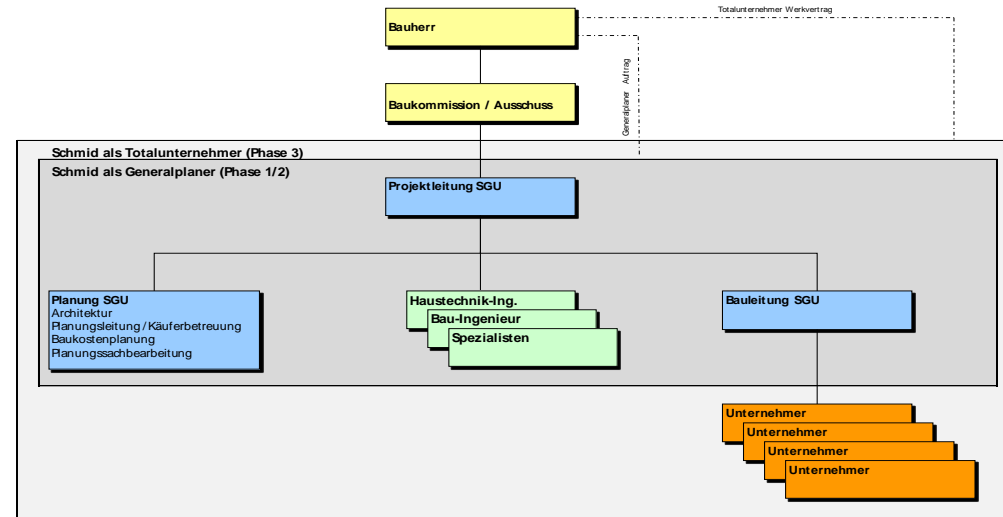 Totalunternehmer Werkvertrag
Bauherr
Generalplaner Auftrag
Baukommission / Ausschuss
Schmid als Totalunternehmer (Phase 3)
Schmid als Generalplaner (Phase 1/2)
Projektleitung SGU
Planung SGU
Architektur
Planungsleitung / Käuferbetreuung
Baukostenplanung
Planungssachbearbeitung
Haustechnik-Ing.
Bau-Ingenieur
Spezialisten
Bauleitung SGU
Unternehmer
Unternehmer
Unternehmer
Unternehmer